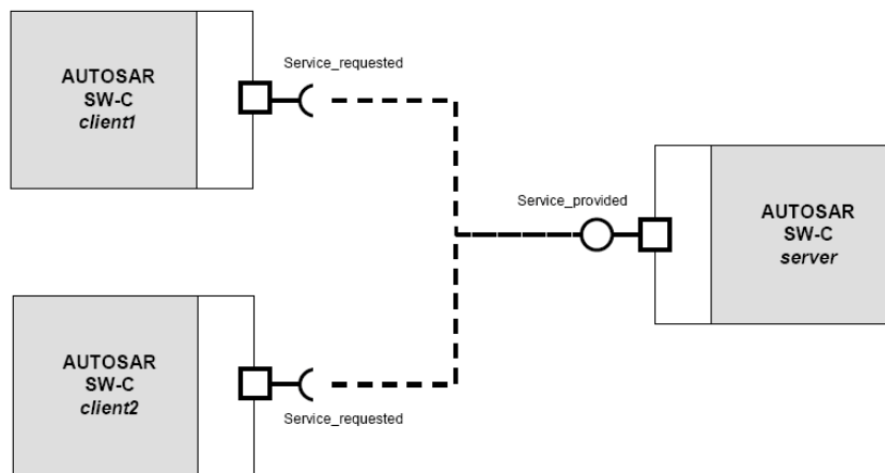 AUTOSAR
SW-C
client1
Service_requested
Service_provided
AUTOSAR
SW-C
server
AUTOSAR
SW-C
client2
Service_requested